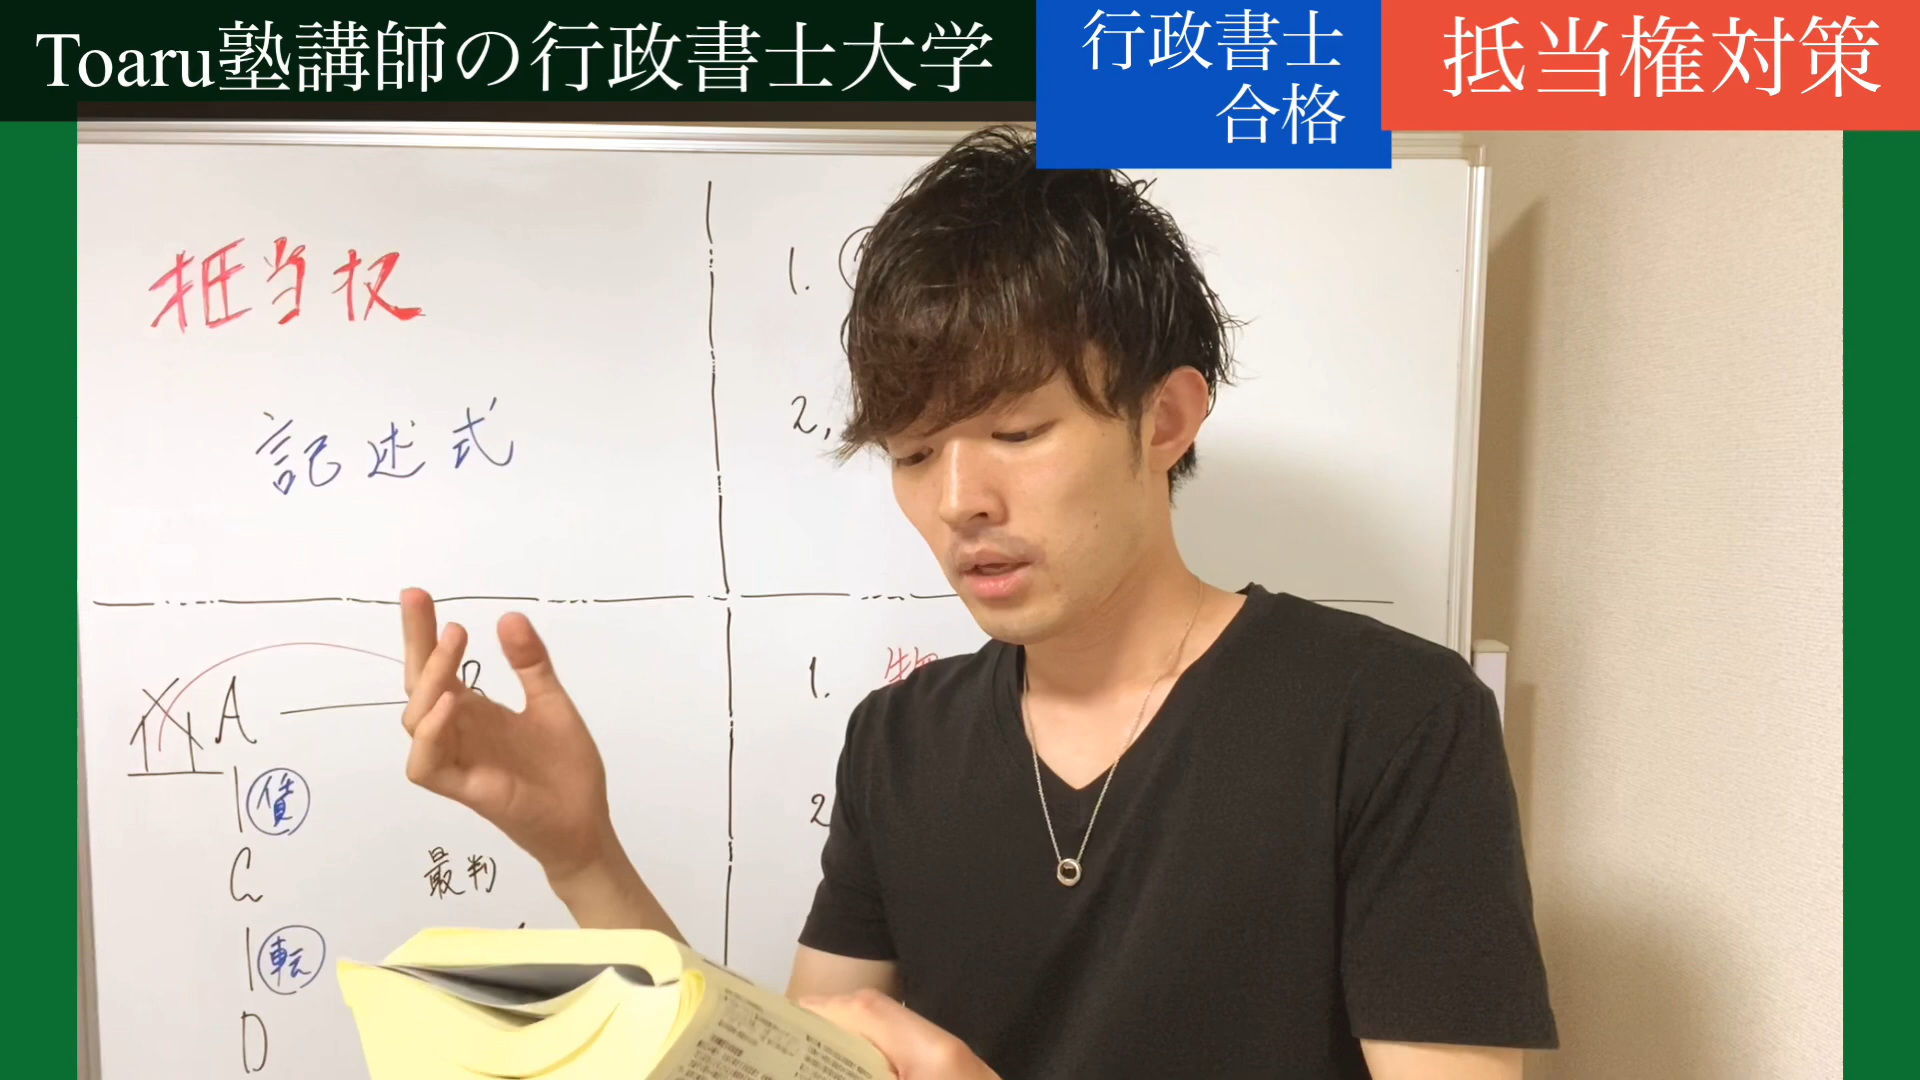 Toaru塾講師の行政書士大学
行政書士
合格
抵当権対策
抵当权
記述式
1.
2.
A
B
賃
C
最判
転
D
1.
物
2